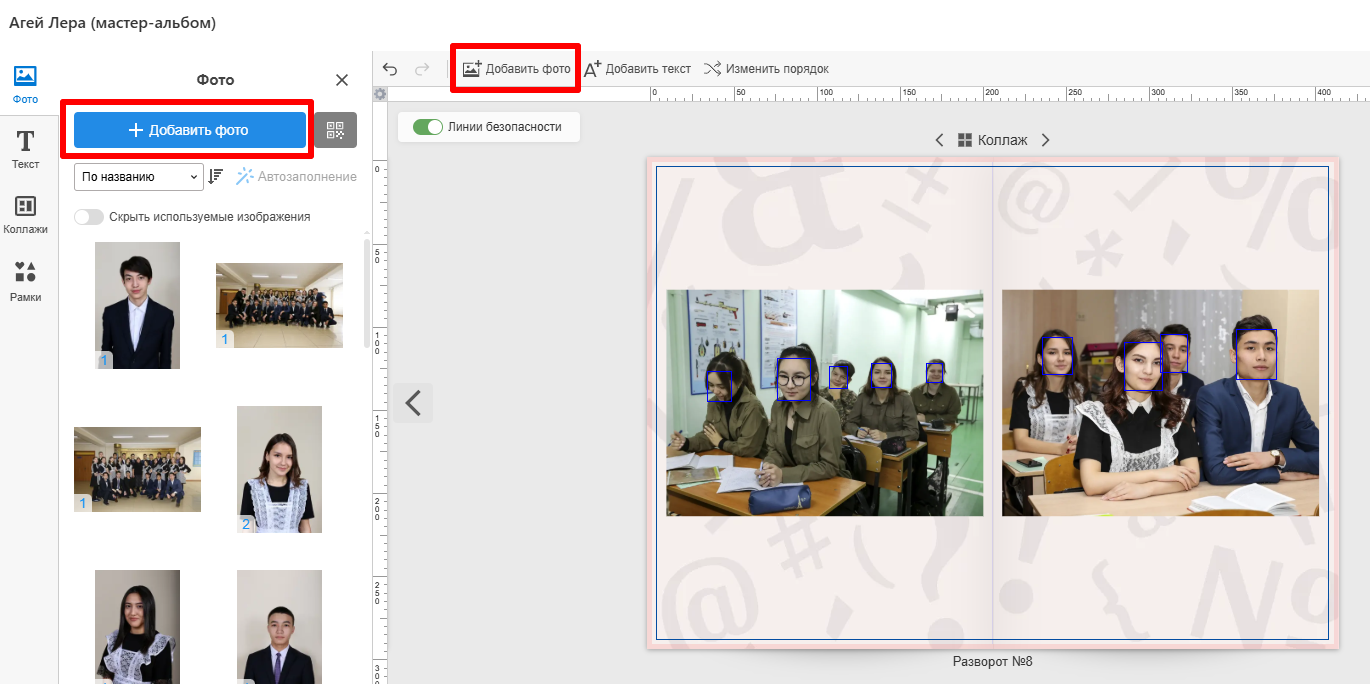 Агей Лера (мастер-альбом)
Фото
Текст
Коллажи
Рамки
Фото
Добавить фото
По названию
Автозаполнение
Скрыть используемые изображения
1
1
1
2
Добавить фото
Добавить текст
Изменить порядок
0 50 100 150 200 250 300 350 400
0
50
100
150
200
250
30
Линии безопасности
Коллаж
& % @ * # ( ? ! @ { №
Разворот №8